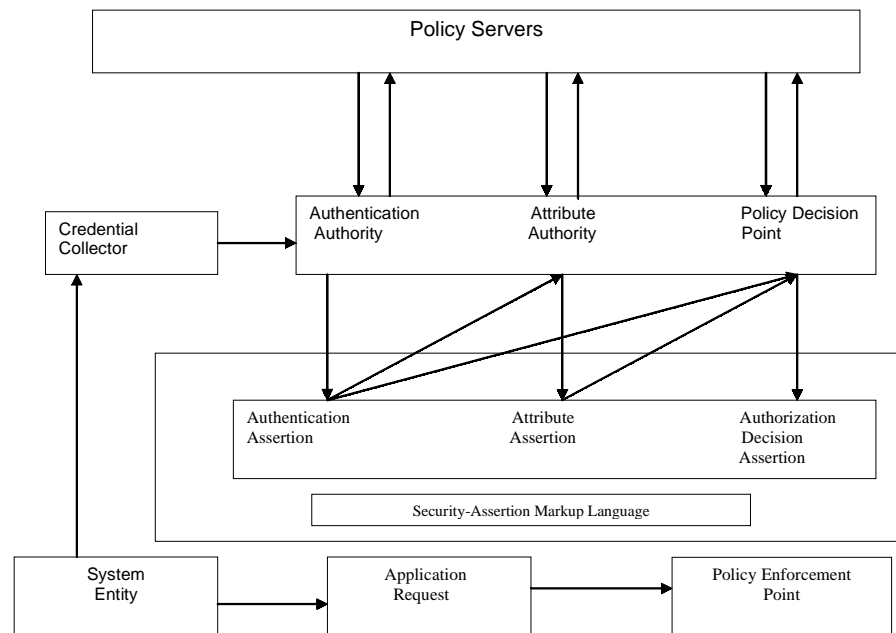 Policy Servers
Authentication
Authority
Attribute
Authority
Policy Decision
Point
Credential
Collector
Authentication
Assertion
Attribute
Assertion
Authorization
Decision
Assertion
Security-Assertion Markup Language
System
Entity
Application
Request
Policy Enforcement
Point